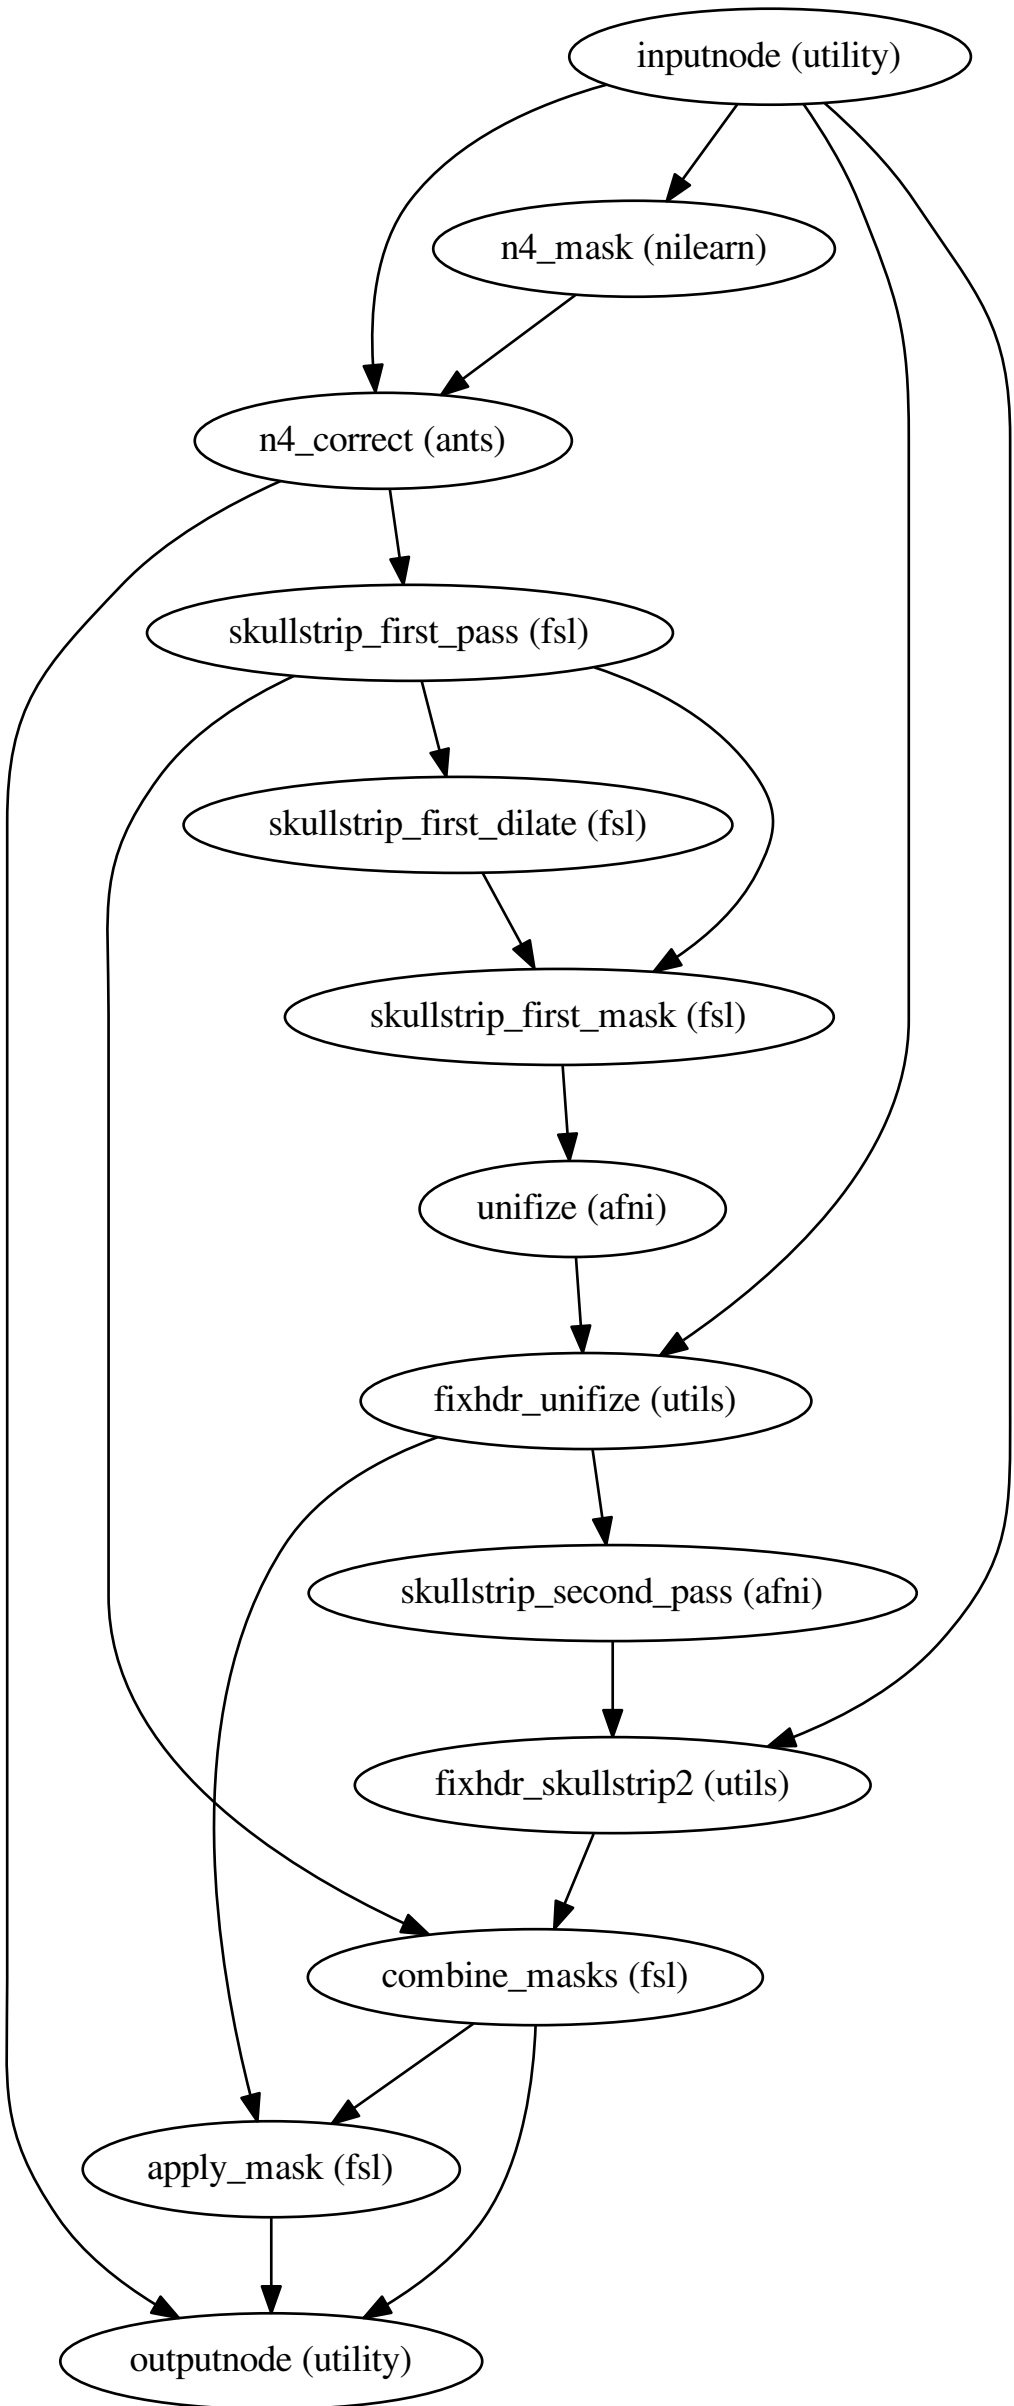 inputnode (utility)
n4_mask (nilearn)
n4_correct (ants)
skullstrip_first_pass (fsl)
skullstrip_first_dilate (fsl)
skullstrip_first_mask (fsl)
unifize (afni)
fixhdr_unifize (utils)
skullstrip_second_pass (afni)
fixhdr_skullstrip2 (utils)
combine_masks (fsl)
apply_mask (fsl)
outputnode (utility)